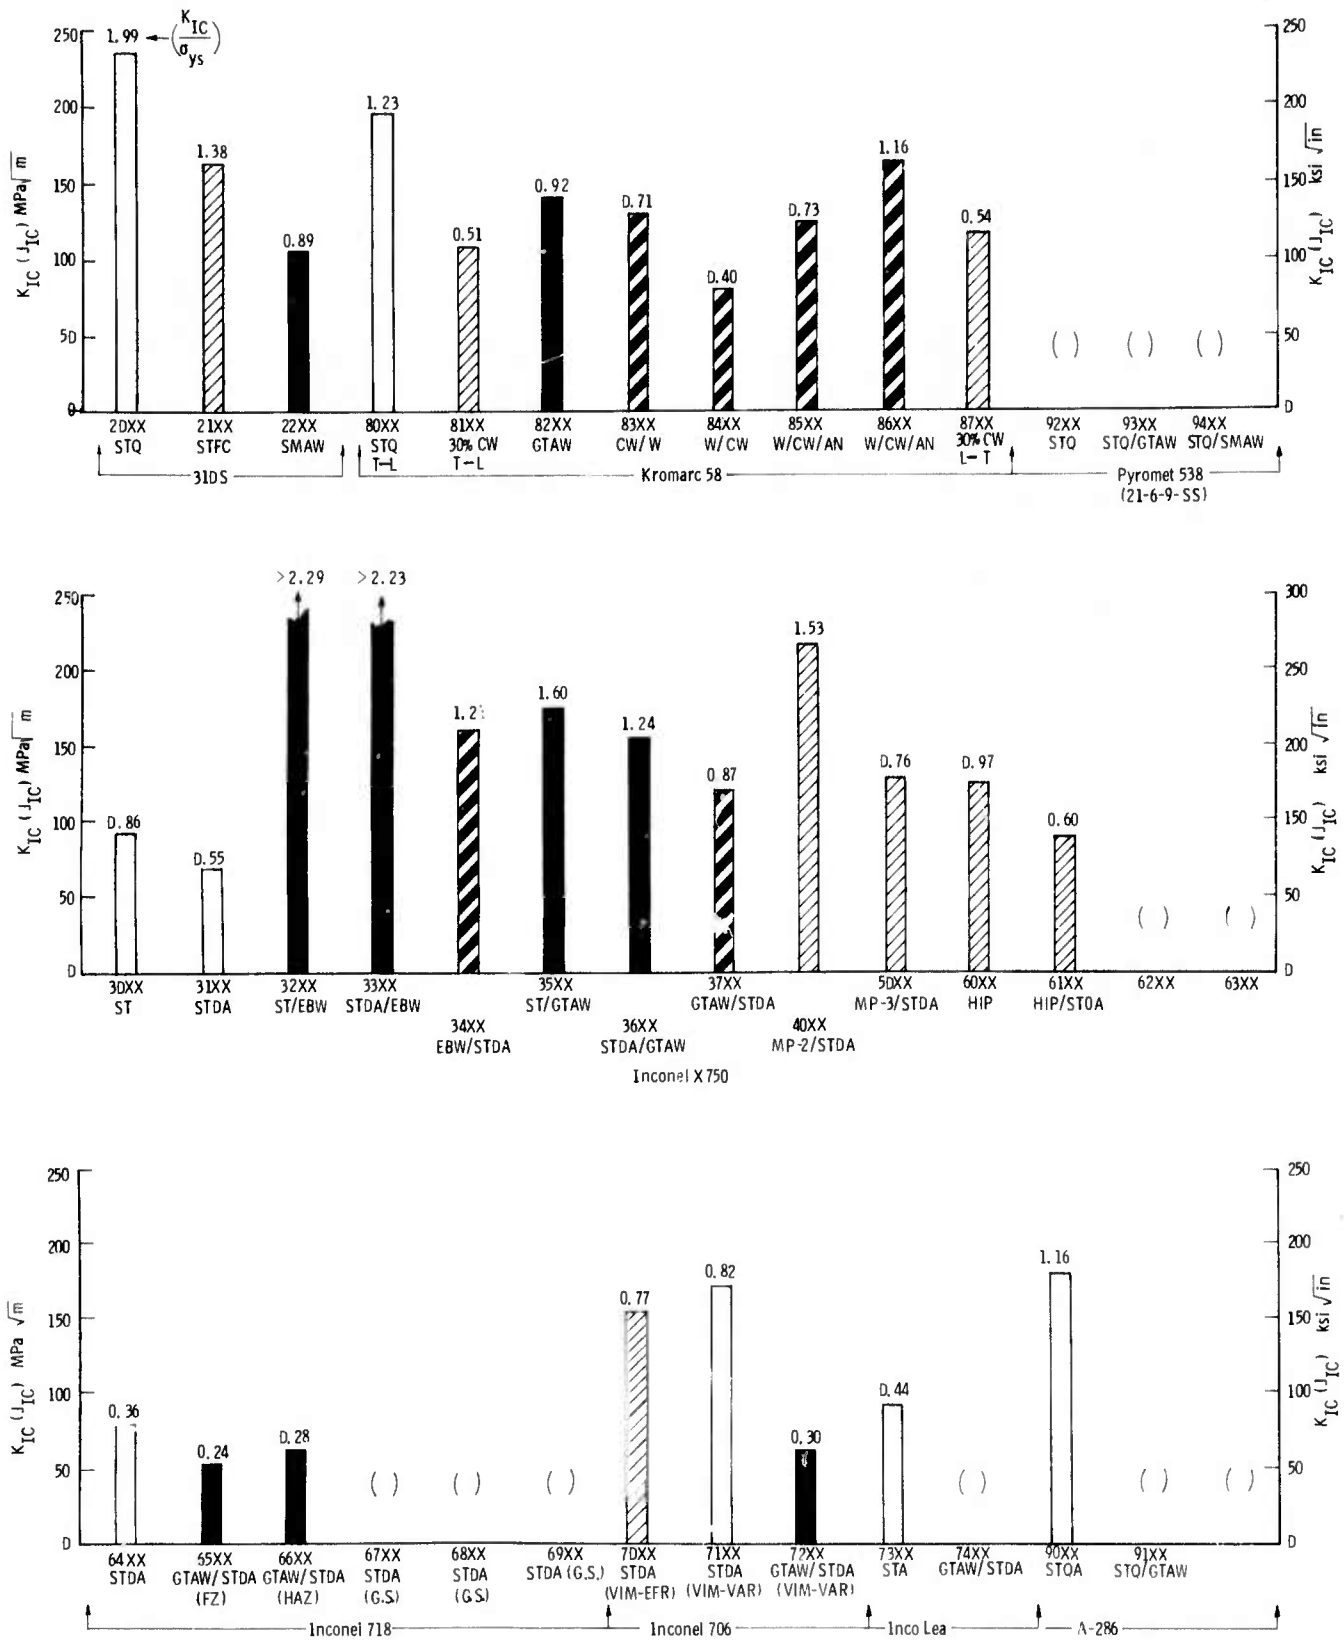 250
200
150
100
50
0
K_IC (J_IC) MPa√m
1.99
(K_IC/σ_ys)
1.38
0.89
1.23
0.51
0.92
0.71
0.40
0.73
1.16
0.54
( ) ( ) ( )
250
200
150
100
50
0
K_IC (J_IC) ksi √in
20XX 21XX 22XX 80XX 81XX 82XX 83XX 84XX 85XX 86XX 87XX 92XX 93XX 94XX
STQ STFC SMAW STQ 30% CW GTAW CW/W W/CW W/CW/AN W/CW/AN 30% CW STQ STQ/GTAW STQ/SMAW
T-L T-L L-T
310S Kromarc 58 Pyromet 538
(21-6-9-SS)
>2.29 >2.23
250
200
150
100
50
0
K_IC (J_IC) MPa√m
0.86
0.55
1.60
1.24
0.87
1.53
0.76
0.97
0.60
( ) ( )
300
250
200
150
50
0
K_IC (J_IC) ksi √in
30XX 31XX 32XX 33XX 35XX 37XX 50XX 60XX 61XX 62XX 63XX
ST STDA ST/EBW STDA/EBW ST/GTAW GTAW/STDA MP-3/STDA HIP HIP/STDA
34XX 36XX 40XX
EBW/STDA STDA/GTAW MP-2/STDA
Inconel X750
250
200
150
100
50
0
K_IC (J_IC) MPa √m
0.36
0.24
0.28
( ) ( ) ( )
0.77
0.82
0.30
0.44
( )
1.16
( ) ( )
250
200
150
100
50
0
K_IC (J_IC) ksi √in
64XX 65XX 66XX 67XX 68XX 69XX 70XX 71XX 72XX 73XX 74XX 90XX 91XX
STDA GTAW/STDA GTAW/STDA STDA STDA STDA (G.S.) STDA STDA GTAW/STDA STA GTAW/STDA STQA STQ/GTAW
(FZ) (HAZ) (G.S.) (G.S.) (VIM-EFR) (VIM-VAR) (VIM-VAR)
Inconel 718 Inconel 706 Inco Lea A-286